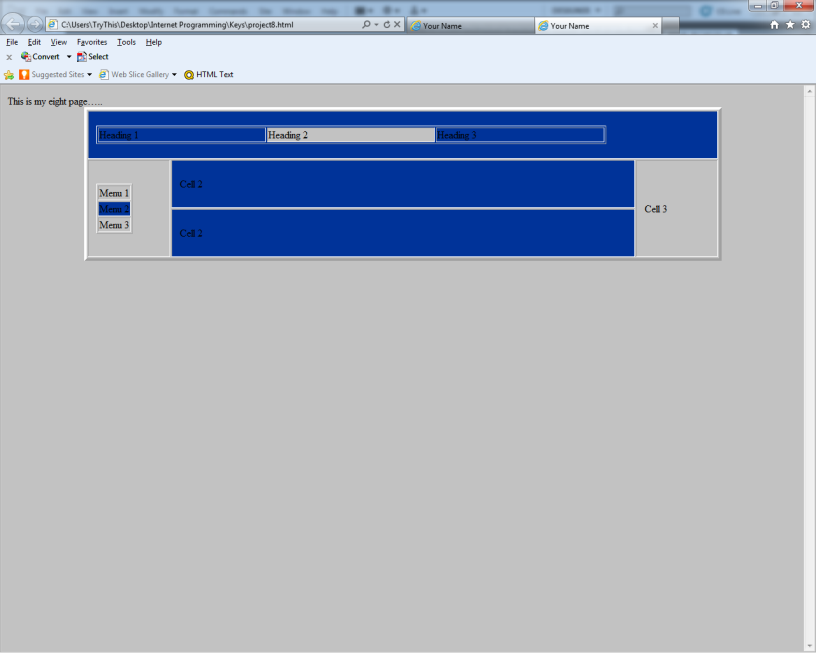 C:\Users\TryThis\Desktop\Internet Programming\Keys\project8.html
Your Name
Your Name
File Edit View Favorites Tools Help
x Convert Select
Suggested Sites Web Slice Gallery HTML Text
This is my eight page.....
Heading 1 Heading 2 Heading 3
Menu 1
Menu 2
Menu 3
Cell 2
Cell 2
Cell 3